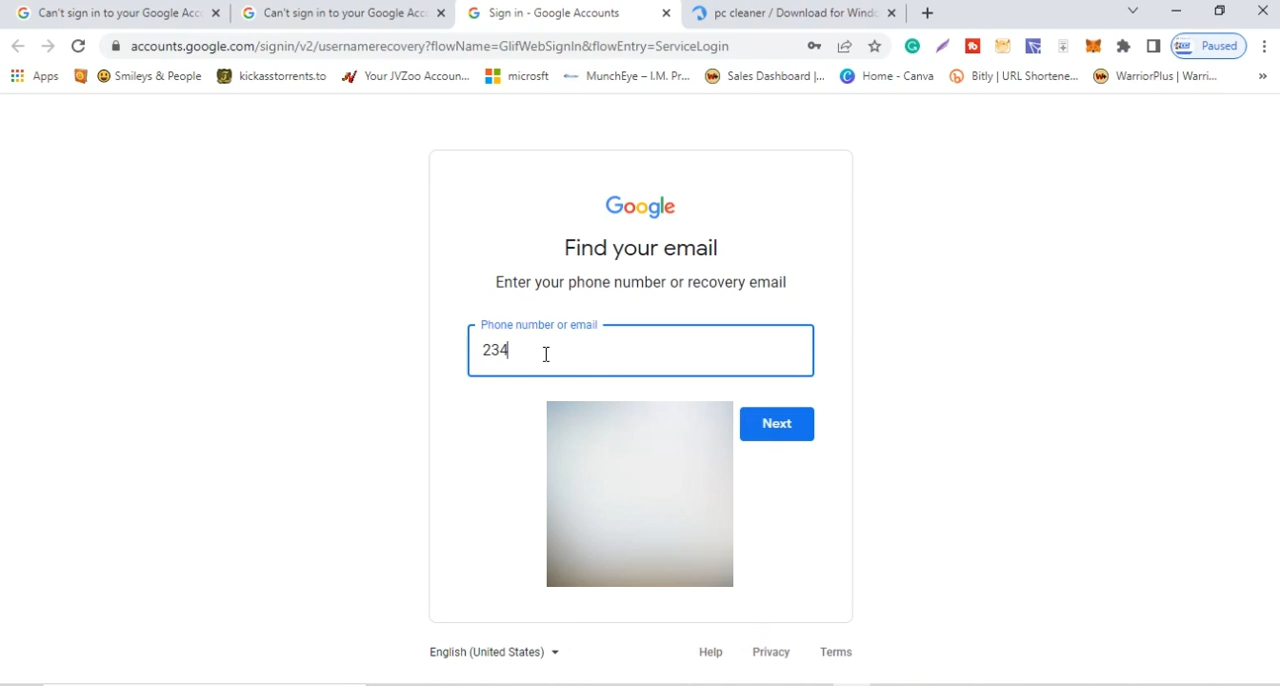 Can't sign in to your Google Acc
Can't sign in to your Google Acc
Sign in - Google Accounts
pc cleaner / Download for Windo
accounts.google.com/signin/v2/usernamerecovery?flowName=GlifWebSignIn&flowEntry=ServiceLogin
Paused
Apps
Smileys & People
kickasstorrents.to
Your JVZoo Accoun...
microsft
MunchEye – I.M. Pr...
Sales Dashboard |...
Home - Canva
Bitly | URL Shortene...
WarriorPlus | Warri...
»
Google
Find your email
Enter your phone number or recovery email
Phone number or email
234
Next
English (United States)
Help
Privacy
Terms